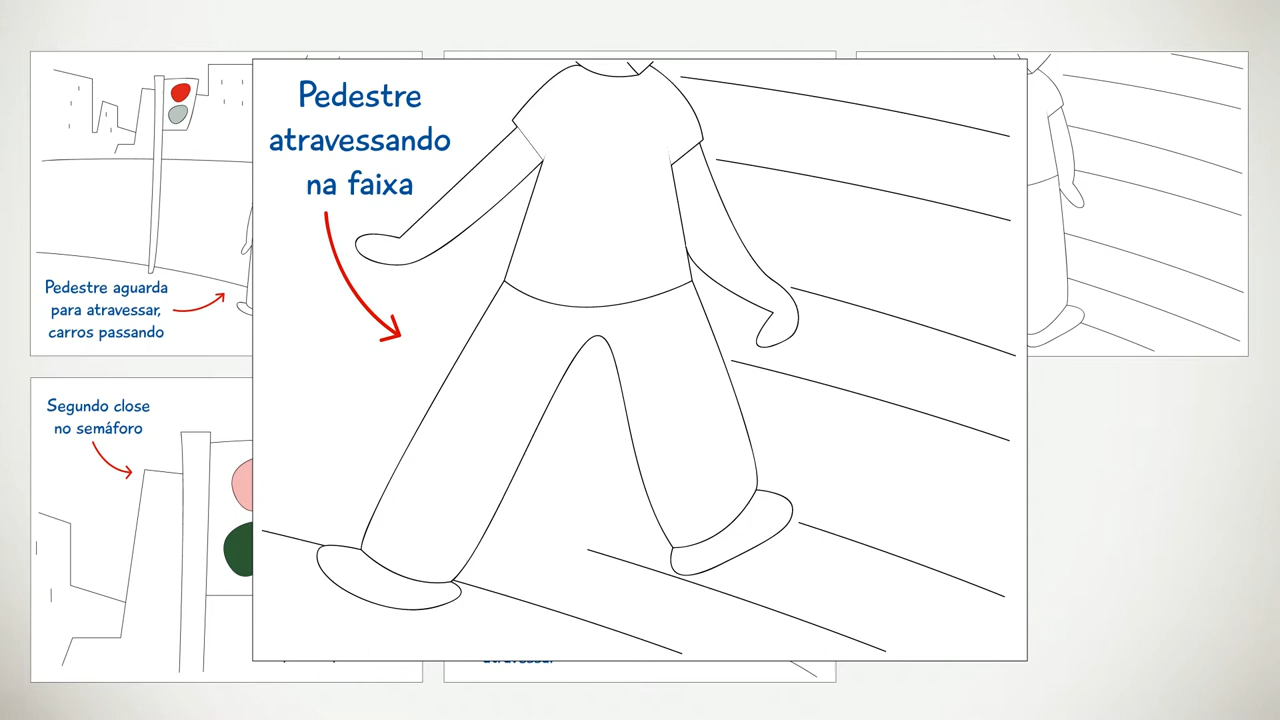 Pedestre
atravessando
na faixa
Pedestre aguarda
para atravessar,
carros passando
Segundo close
no semáforo